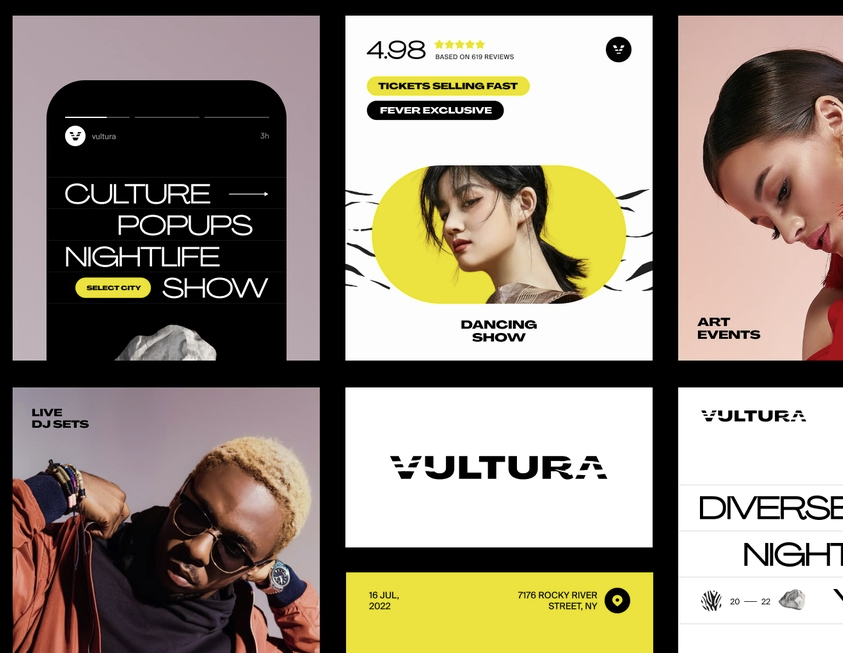 vultura
3h
CULTURE
POPUPS
NIGHTLIFE
SELECT CITY SHOW
4.98
BASED ON 619 REVIEWS
TICKETS SELLING FAST
FEVER EXCLUSIVE
DANCING
SHOW
ART
EVENTS
LIVE
DJ SETS
VULTURA
16 JUL,
2022
7176 ROCKY RIVER
STREET, NY
VULTURA
DIVERSE
NIGHT
20 — 22